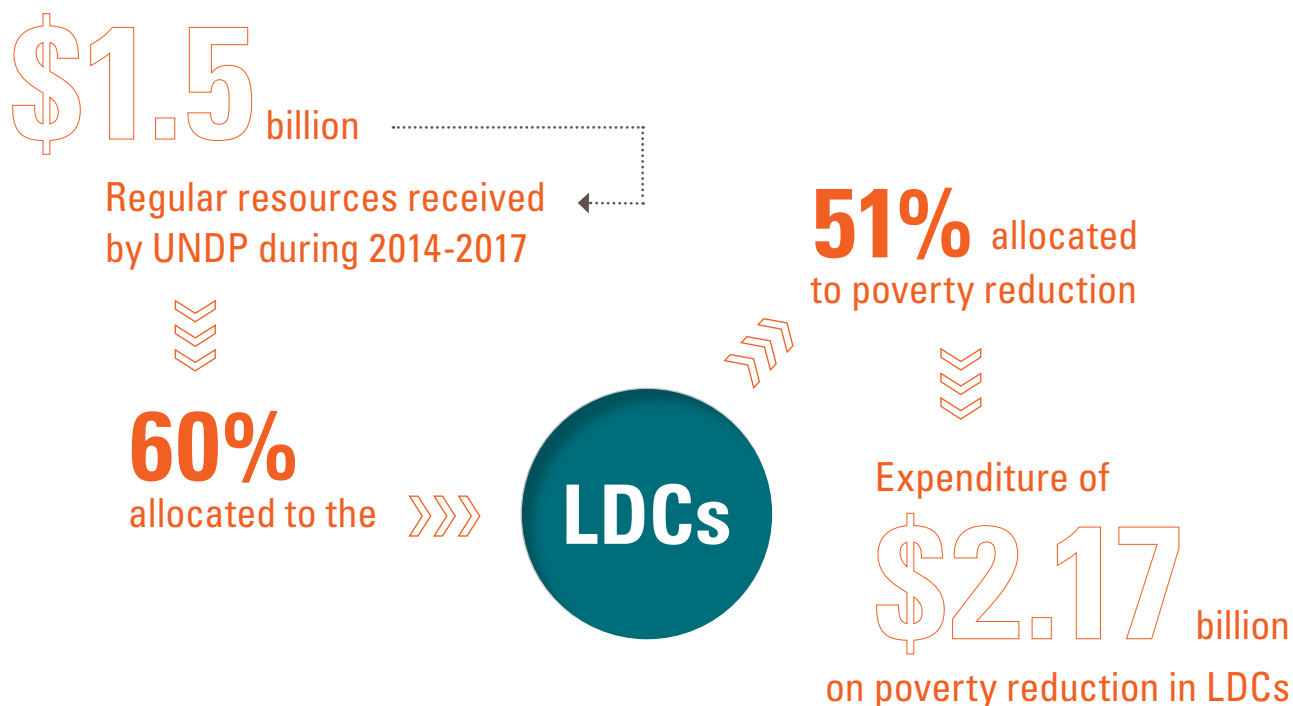 $1.5 billion
Regular resources received
by UNDP during 2014-2017
60%
allocated to the
LDCs
51% allocated
to poverty reduction
Expenditure of
$2.17 billion
on poverty reduction in LDCs